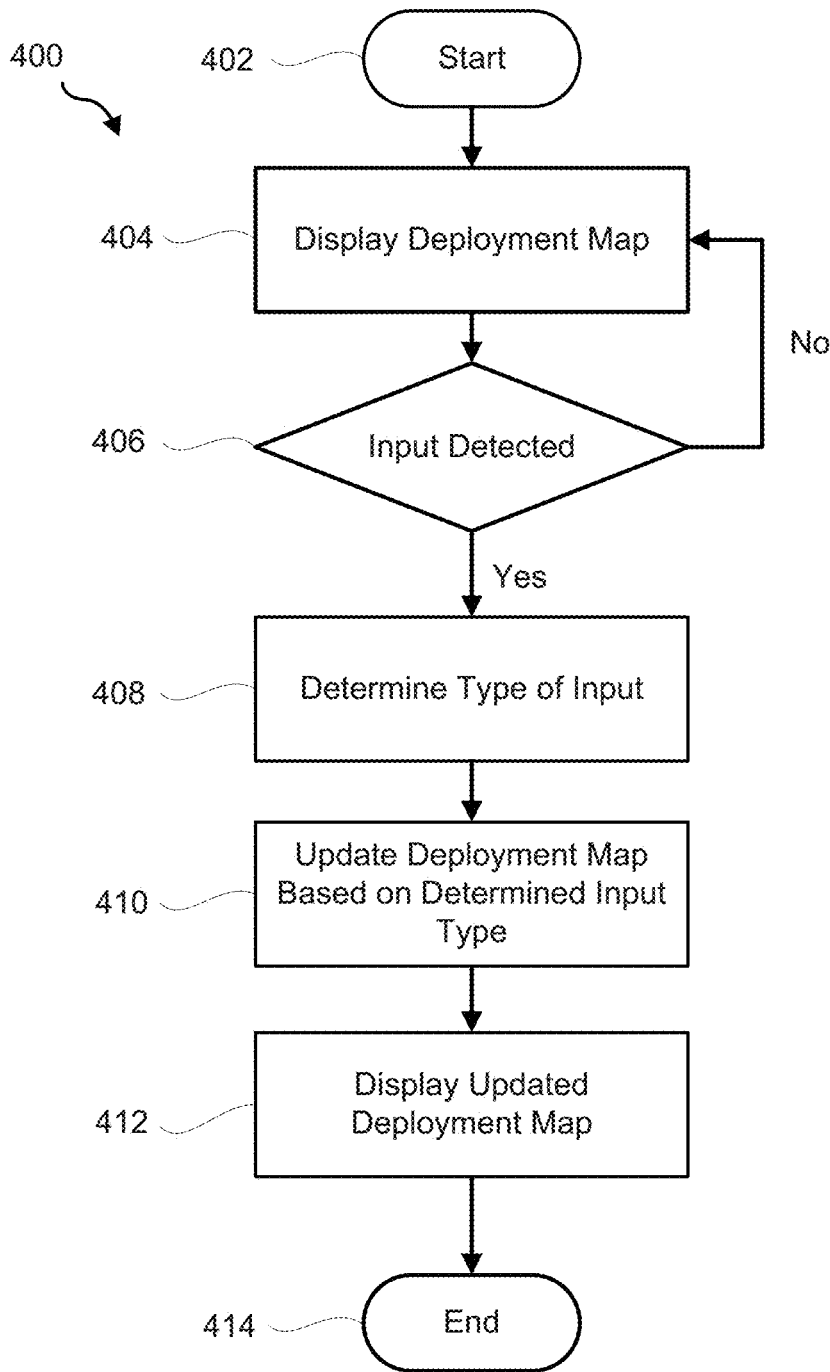 400
402
Start
404
Display Deployment Map
No
406
Input Detected
Yes
408
Determine Type of Input
410
Update Deployment Map
Based on Determined Input
Type
412
Display Updated
Deployment Map
414
End